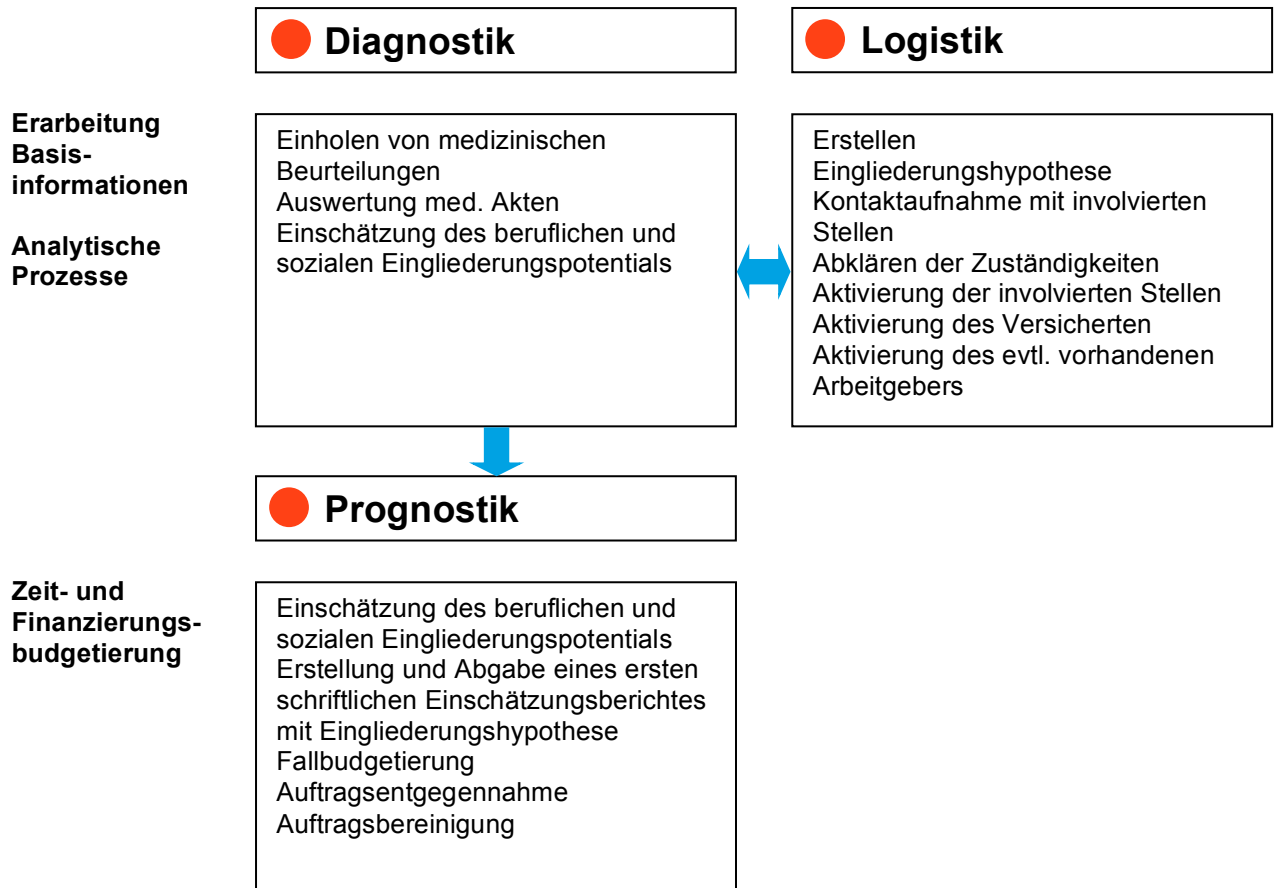 Diagnostik
Logistik
Erarbeitung
Basis-
informationen
Analytische
Prozesse
Einholen von medizinischen
Beurteilungen
Auswertung med. Akten
Einschätzung des beruflichen und
sozialen Eingliederungspotentials
Erstellen
Eingliederungshypothese
Kontaktaufnahme mit involvierten
Stellen
Abklären der Zuständigkeiten
Aktivierung der involvierten Stellen
Aktivierung des Versicherten
Aktivierung des evtl. vorhandenen
Arbeitgebers
Prognostik
Zeit- und
Finanzierungs-
budgetierung
Einschätzung des beruflichen und
sozialen Eingliederungspotentials
Erstellung und Abgabe eines ersten
schriftlichen Einschätzungsberichtes
mit Eingliederungshypothese
Fallbudgetierung
Auftragsentgegennahme
Auftragsbereinigung